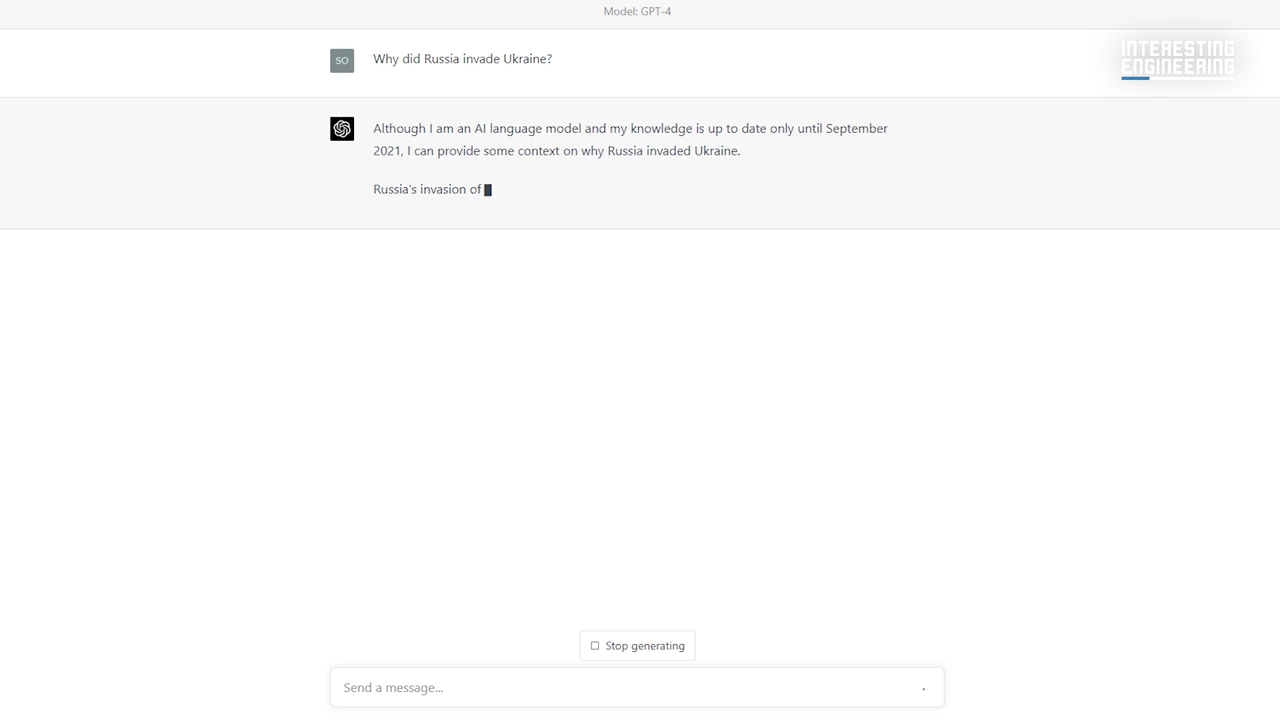 Model: GPT-4
INTERESTING
ENGINEERING
SO
Why did Russia invade Ukraine?
Although I am an AI language model and my knowledge is up to date only until September
2021, I can provide some context on why Russia invaded Ukraine.
Russia's invasion of
Stop generating
Send a message...